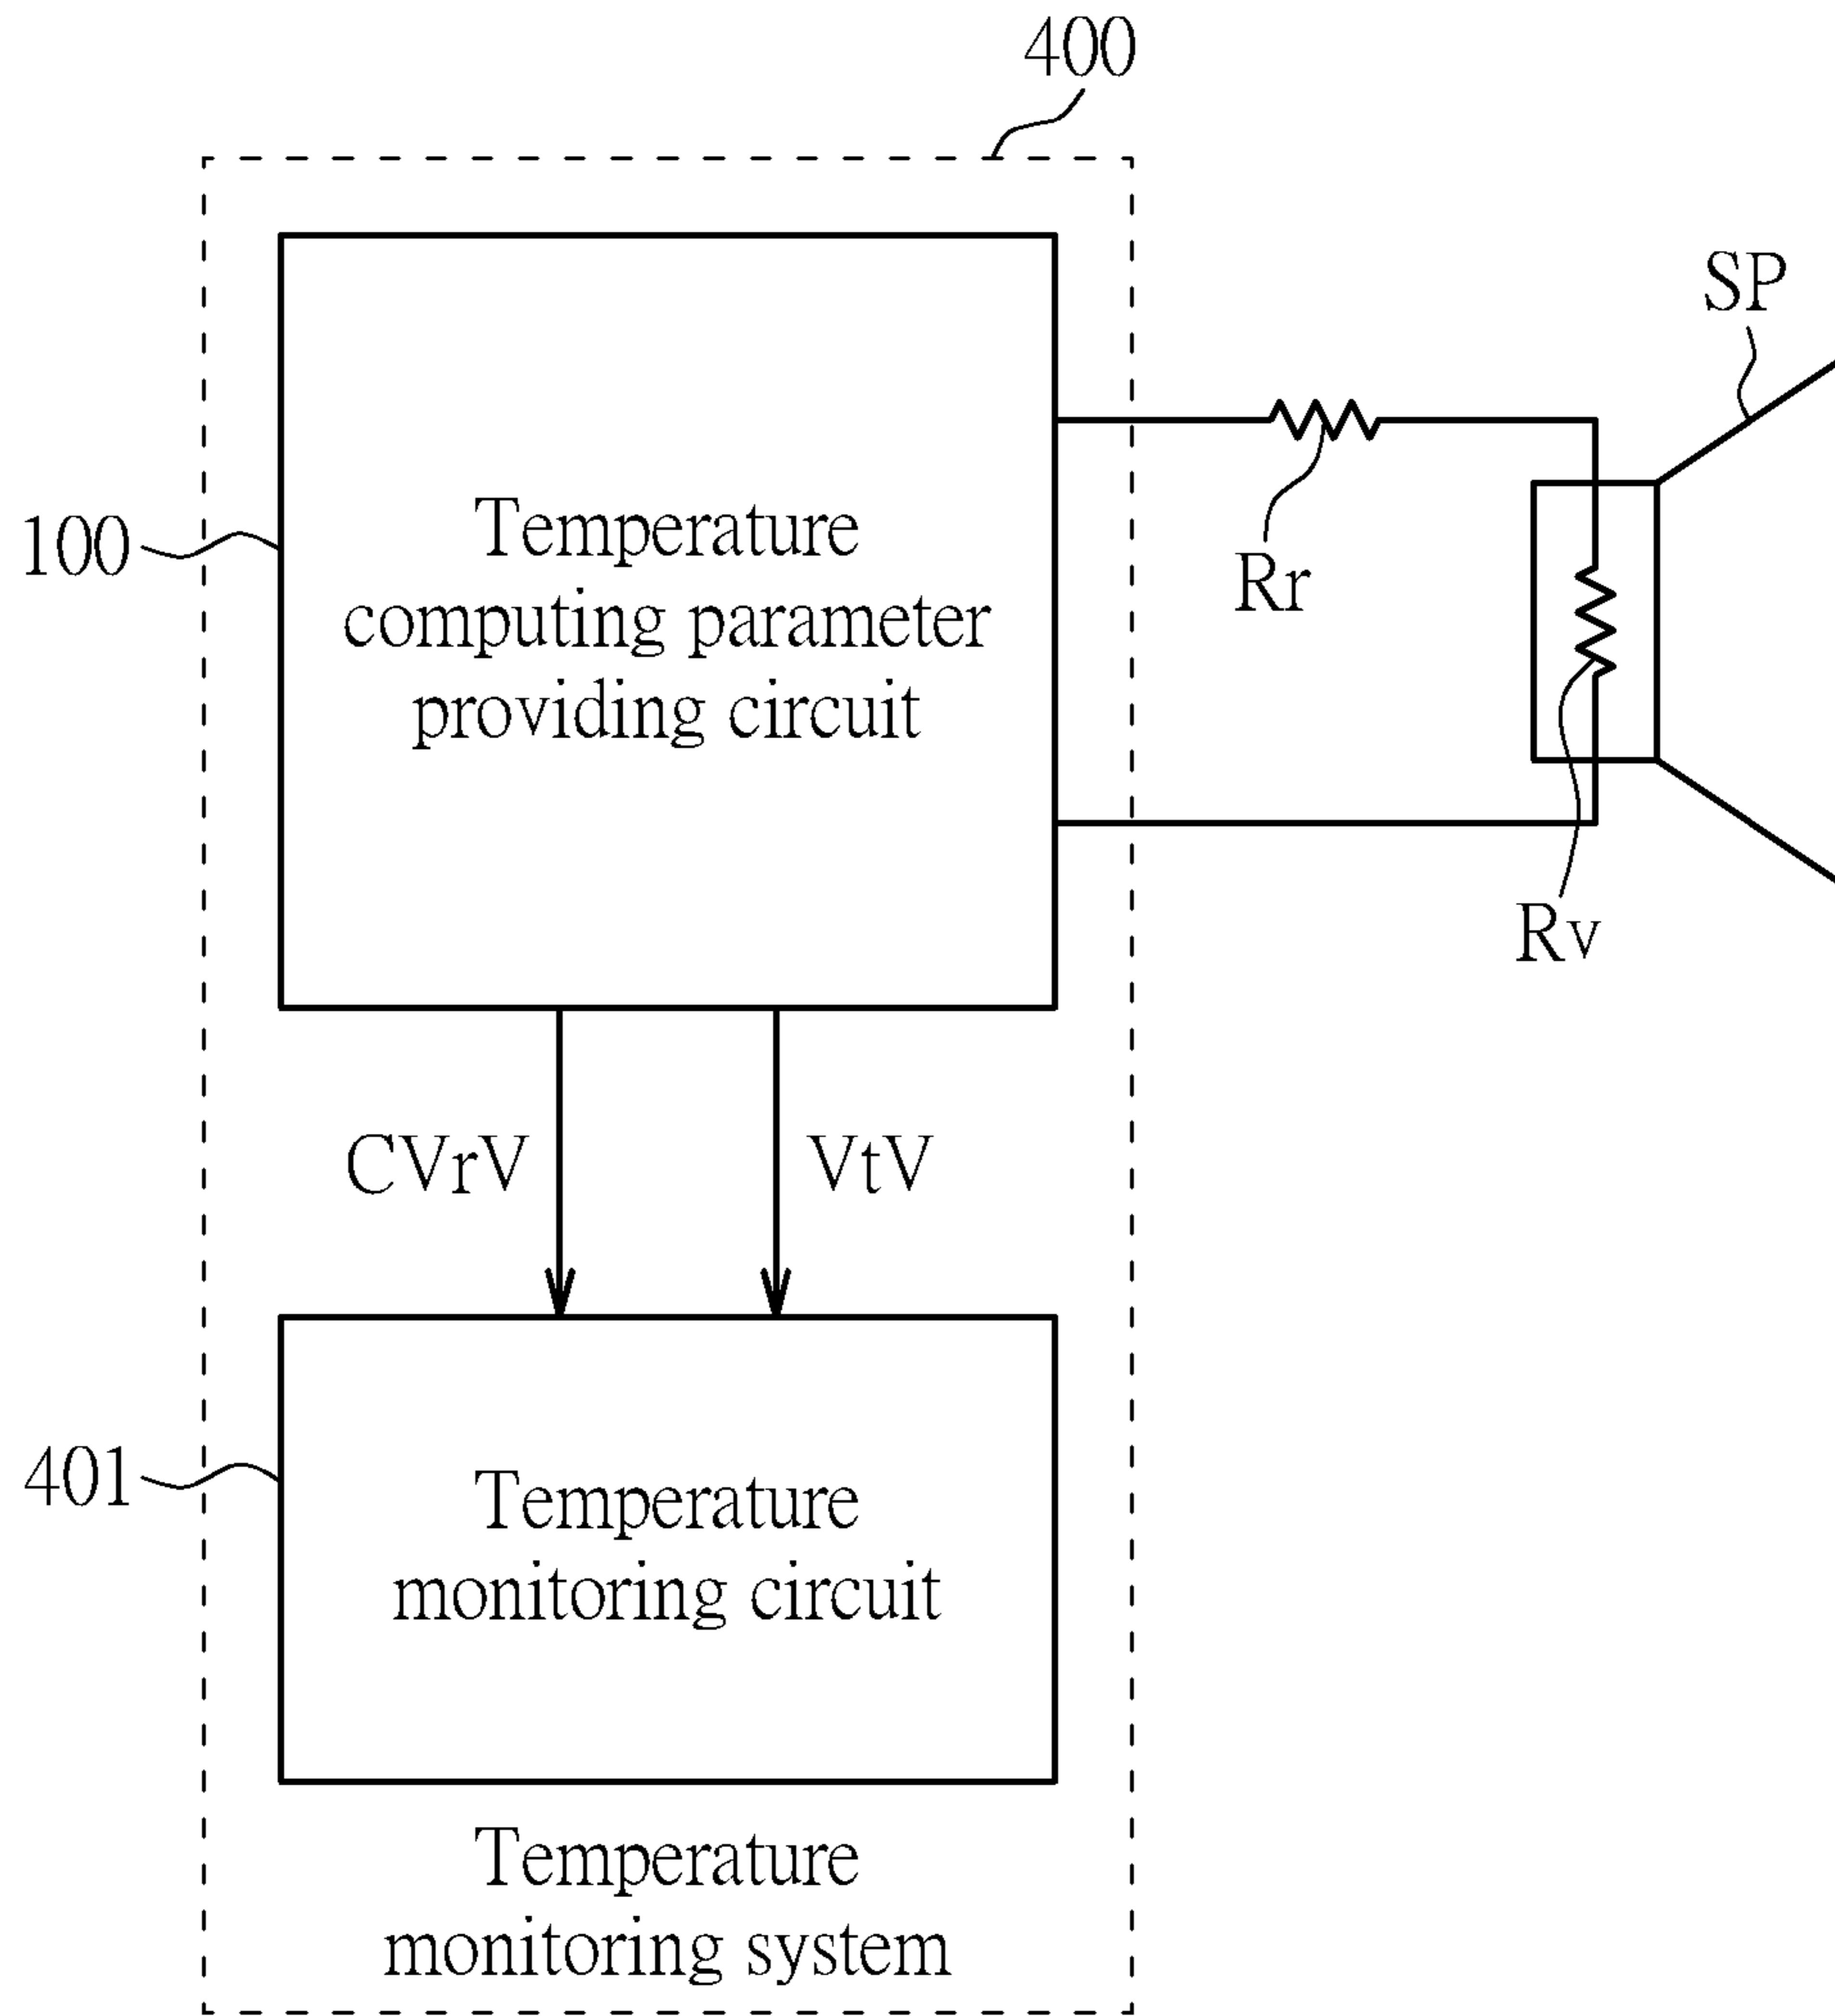 400
SP
100
Temperature
computing parameter
providing circuit
Rr
Rv
CVrV
VtV
401
Temperature
monitoring circuit
Temperature
monitoring system